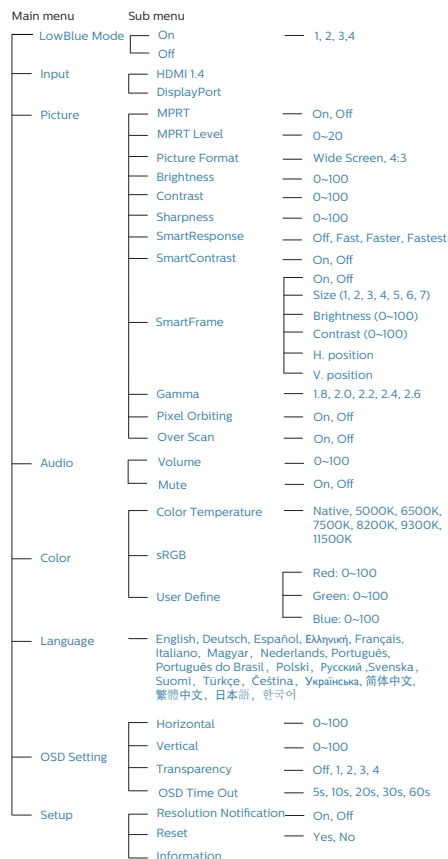 Main menu Sub menu
LowBlue Mode On 1, 2, 3,4
Off
Input HDMI 1.4
DisplayPort
Picture MPRT On, Off
MPRT Level 0~20
Picture Format Wide Screen, 4:3
Brightness 0~100
Contrast 0~100
Sharpness 0~100
SmartResponse Off, Fast, Faster, Fastest
SmartContrast On, Off
On, Off
Size (1, 2, 3, 4, 5, 6, 7)
SmartFrame Brightness (0~100)
Contrast (0~100)
H. position
V. position
Gamma 1.8, 2.0, 2.2, 2.4, 2.6
Pixel Orbiting On, Off
Over Scan On, Off
Audio Volume 0~100
Mute On, Off
Color Temperature Native, 5000K, 6500K,
7500K, 8200K, 9300K,
11500K
Color sRGB
Red: 0~100
User Define Green: 0~100
Blue: 0~100
Language English, Deutsch, Español, Ελληνική, Français,
Italiano, Magyar, Nederlands, Português,
Português do Brasil, Polski, Русский ,Svenska,
Suomi, Türkçe, Čeština, Українська, 简体中文,
繁體中文, 日本語, 한국어
Horizontal 0~100
Vertical 0~100
OSD Setting Transparency Off, 1, 2, 3, 4
OSD Time Out 5s, 10s, 20s, 30s, 60s
Setup Resolution Notification On, Off
Reset Yes, No
Information